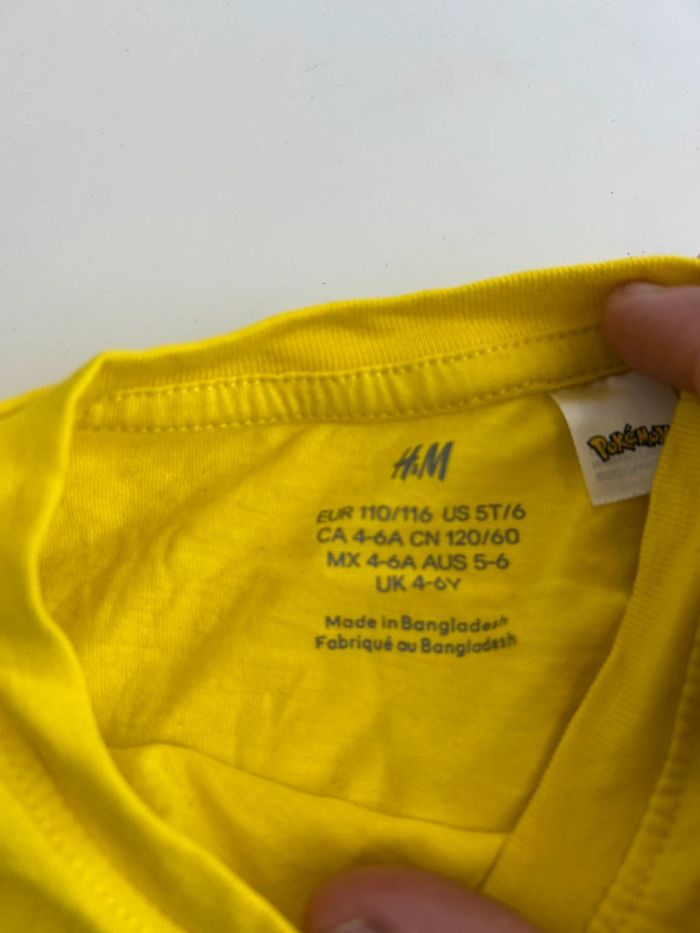 H&M
POKéMON
EUR 110/116 US 5T/6
CA 4-6A CN 120/60
MX 4-6A AUS 5-6
UK 4-6Y
Made in Bangladesh
Fabriqué au Bangladesh